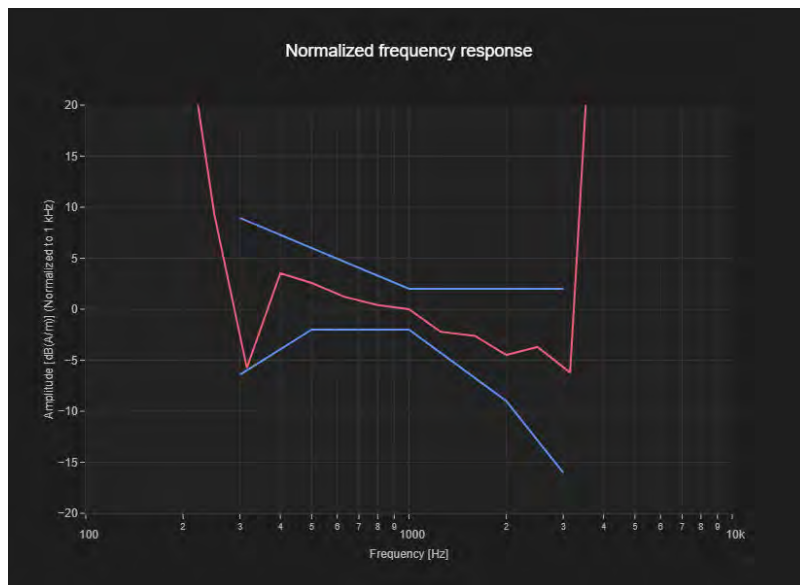 Normalized frequency response
Amplitude [dB(A/m)] (Normalized to 1 kHz)
20
15
10
5
0
−5
−10
−15
−20
100 2 3 4 5 6 7 8 9 1000 2 3 4 5 6 7 8 9 10k
Frequency [Hz]